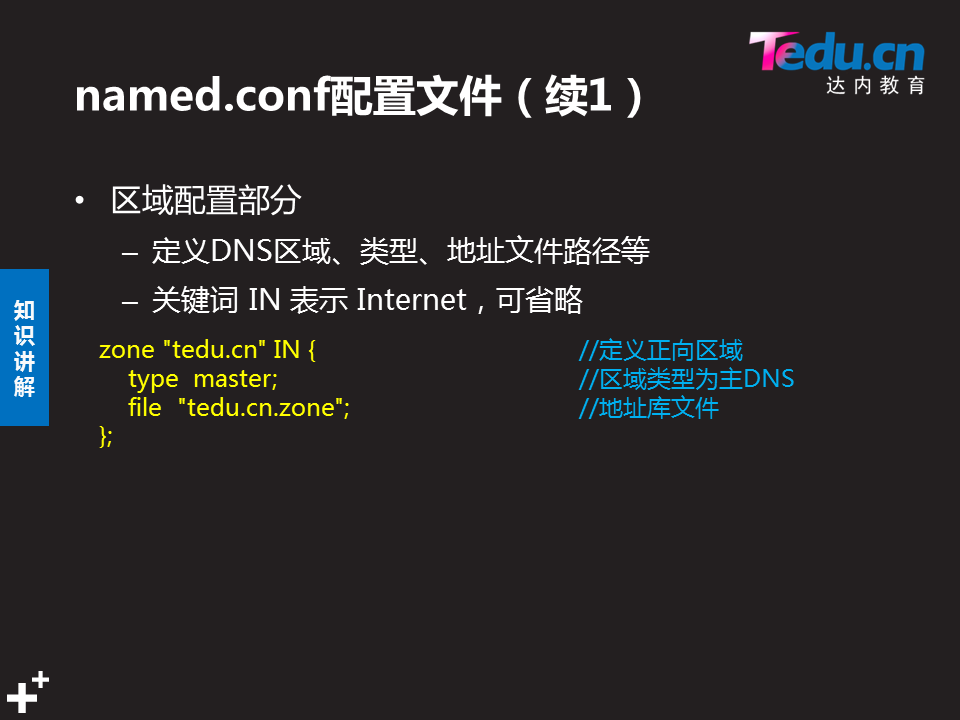 Tedu.cn
达内教育
named.conf配置文件（续1）
• 区域配置部分
– 定义DNS区域、类型、地址文件路径等
– 关键词 IN 表示 Internet，可省略
知识讲解
zone "tedu.cn" IN { //定义正向区域
type master; //区域类型为主DNS
file "tedu.cn.zone"; //地址库文件
};